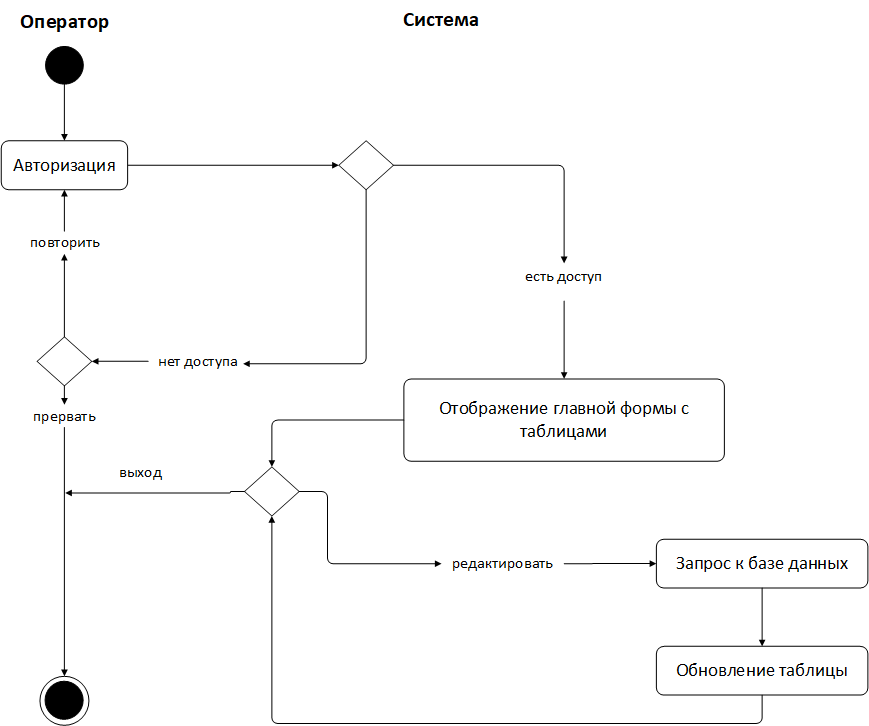 Оператор
Система
Авторизация
повторить
есть доступ
нет доступа
прервать
Отображение главной формы с
таблицами
выход
редактировать
Запрос к базе данных
Обновление таблицы